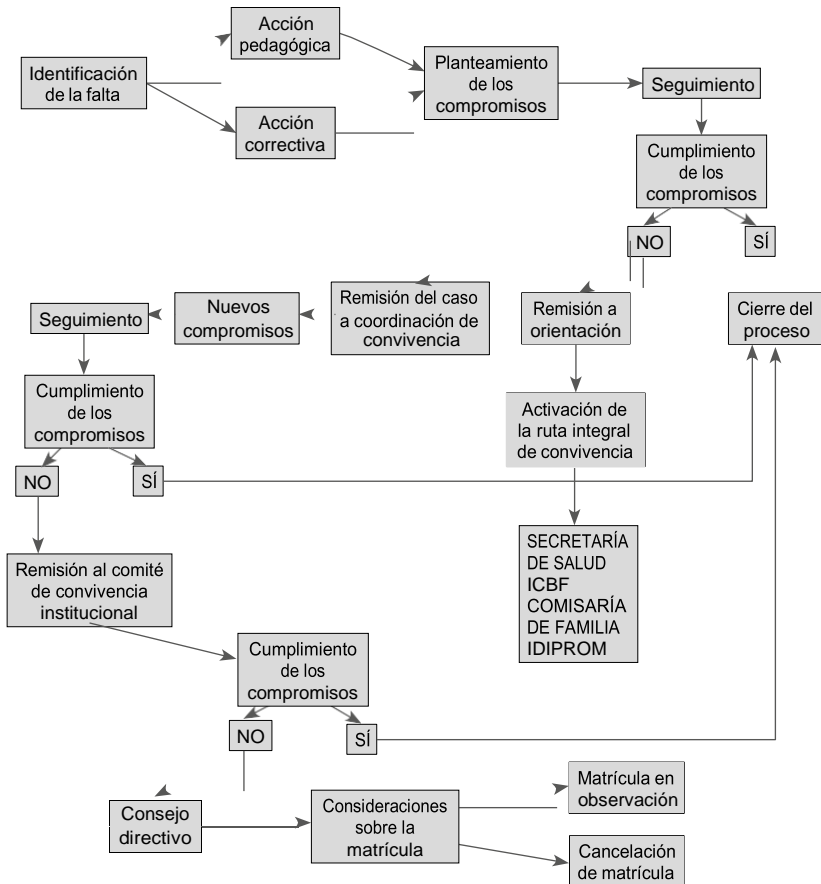 Identificación
de la falta
Acción
pedagógica
Acción
correctiva
Planteamiento
de los
compromisos
Seguimiento
Cumplimiento
de los
compromisos
NO
SÍ
Remisión a
orientación
Cierre del
proceso
Remisión del caso
a coordinación de
convivencia
Nuevos
compromisos
Seguimiento
Cumplimiento
de los
compromisos
NO
SÍ
Activación de
la ruta integral
de convivencia
SECRETARÍA
DE SALUD
ICBF
COMISARÍA
DE FAMILIA
IDIPROM
Remisión al comité
de convivencia
institucional
Cumplimiento
de los
compromisos
NO
SÍ
Consejo
directivo
Consideraciones
sobre la
matrícula
Matrícula en
observación
Cancelación
de matrícula